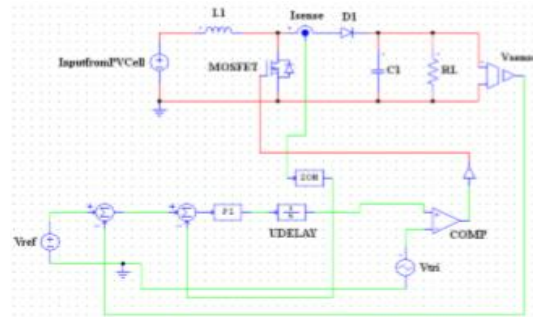 L1
Isense
D1
InputfromPVCell
MOSFET
C1
RL
Vsense
ZOH
PI
UDELAY
COMP
Vref
Vtri